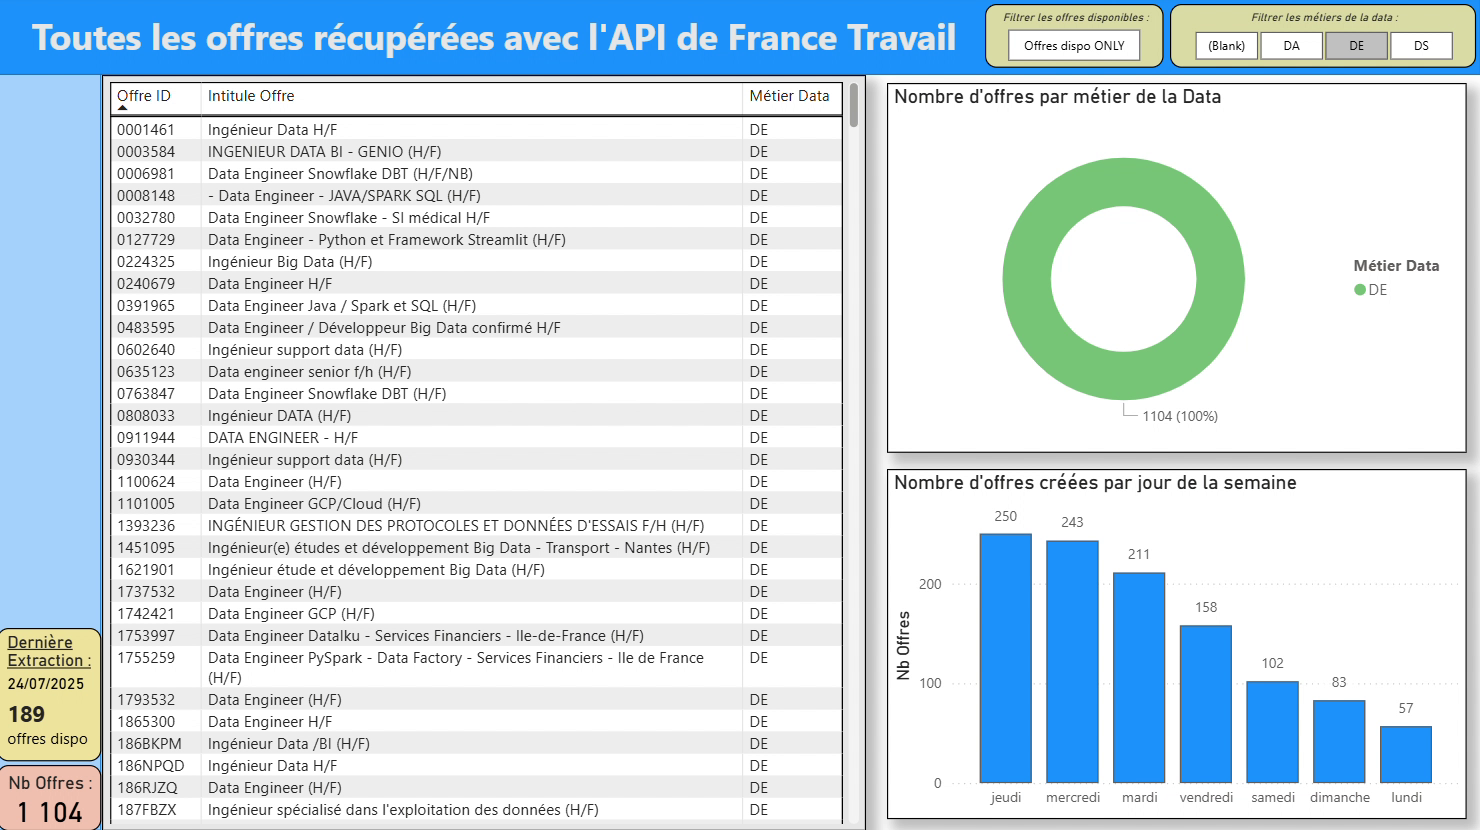 Toutes les offres récupérées avec l'API de France Travail
Filtrer les offres disponibles :
Offres dispo ONLY
Filtrer les métiers de la data :
(Blank) DA DE DS
Offre ID Intitule Offre Métier Data
0001461 Ingénieur Data H/F DE
0003584 INGENIEUR DATA BI - GENIO (H/F) DE
0006981 Data Engineer Snowflake DBT (H/F/NB) DE
0008148 - Data Engineer - JAVA/SPARK SQL (H/F) DE
0032780 Data Engineer Snowflake - SI médical H/F DE
0127729 Data Engineer - Python et Framework Streamlit (H/F) DE
0224325 Ingénieur Big Data (H/F) DE
0240679 Data Engineer H/F DE
0391965 Data Engineer Java / Spark et SQL (H/F) DE
0483595 Data Engineer / Développeur Big Data confirmé H/F DE
0602640 Ingénieur support data (H/F) DE
0635123 Data engineer senior f/h (H/F) DE
0763847 Data Engineer Snowflake DBT (H/F) DE
0808033 Ingénieur DATA (H/F) DE
0911944 DATA ENGINEER - H/F DE
0930344 Ingénieur support data (H/F) DE
1100624 Data Engineer (H/F) DE
1101005 Data Engineer GCP/Cloud (H/F) DE
1393236 INGÉNIEUR GESTION DES PROTOCOLES ET DONNÉES D'ESSAIS F/H (H/F) DE
1451095 Ingénieur(e) études et développement Big Data - Transport - Nantes (H/F) DE
1621901 Ingénieur étude et développement Big Data (H/F) DE
1737532 Data Engineer (H/F) DE
1742421 Data Engineer GCP (H/F) DE
1753997 Data Engineer Dataïku - Services Financiers - Ile-de-France (H/F) DE
1755259 Data Engineer PySpark - Data Factory - Services Financiers - Ile de France DE
(H/F)
1793532 Data Engineer (H/F) DE
1865300 Data Engineer H/F DE
186BKPM Ingénieur Data /BI (H/F) DE
186NPQD Ingénieur Data H/F DE
186RJZQ Data Engineer (H/F) DE
187FBZX Ingénieur spécialisé dans l'exploitation des données (H/F) DE
Dernière
Extraction :
24/07/2025
189
offres dispo
Nb Offres :
1 104
Nombre d'offres par métier de la Data
Métier Data
DE
1104 (100%)
Nombre d'offres créées par jour de la semaine
Nb Offres
200
100
0
250 243 211 158 102 83 57
jeudi mercredi mardi vendredi samedi dimanche lundi